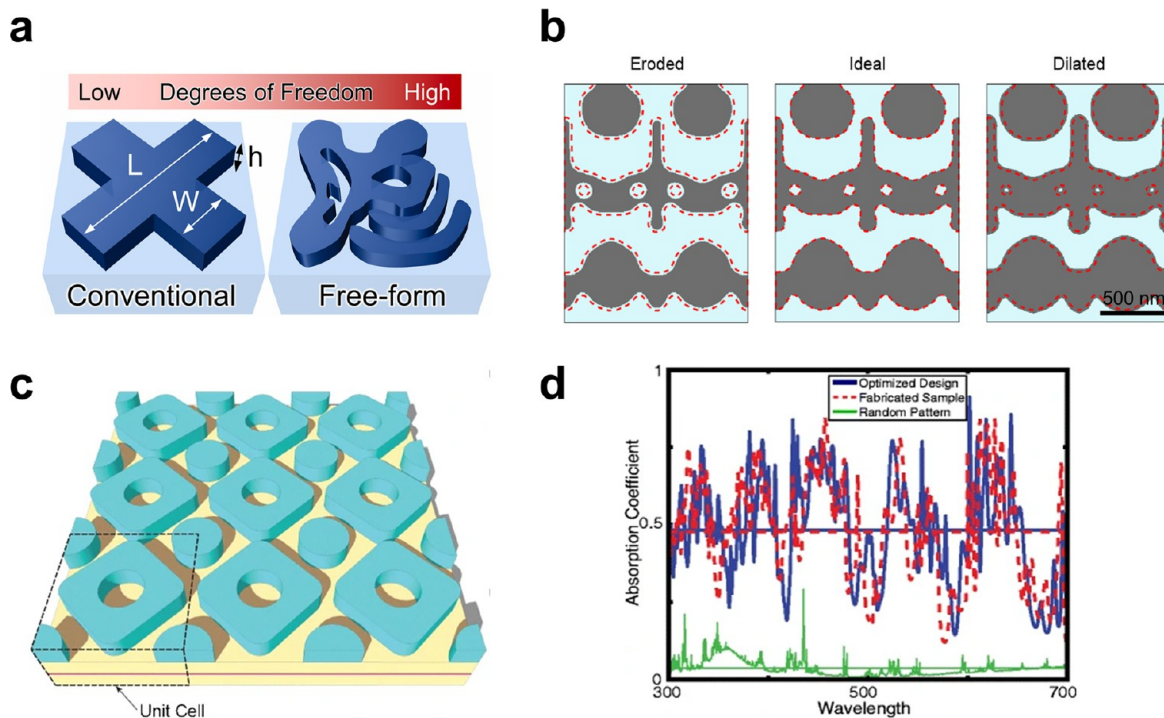 a
Low Degrees of Freedom High
L
h
W
Conventional
Free-form
b
Eroded
Ideal
Dilated
500 nm
c
Unit Cell
d
1
Optimized Design
Fabricated Sample
Random Pattern
Absorption Coefficient
0.5
0
300
500
700
Wavelength